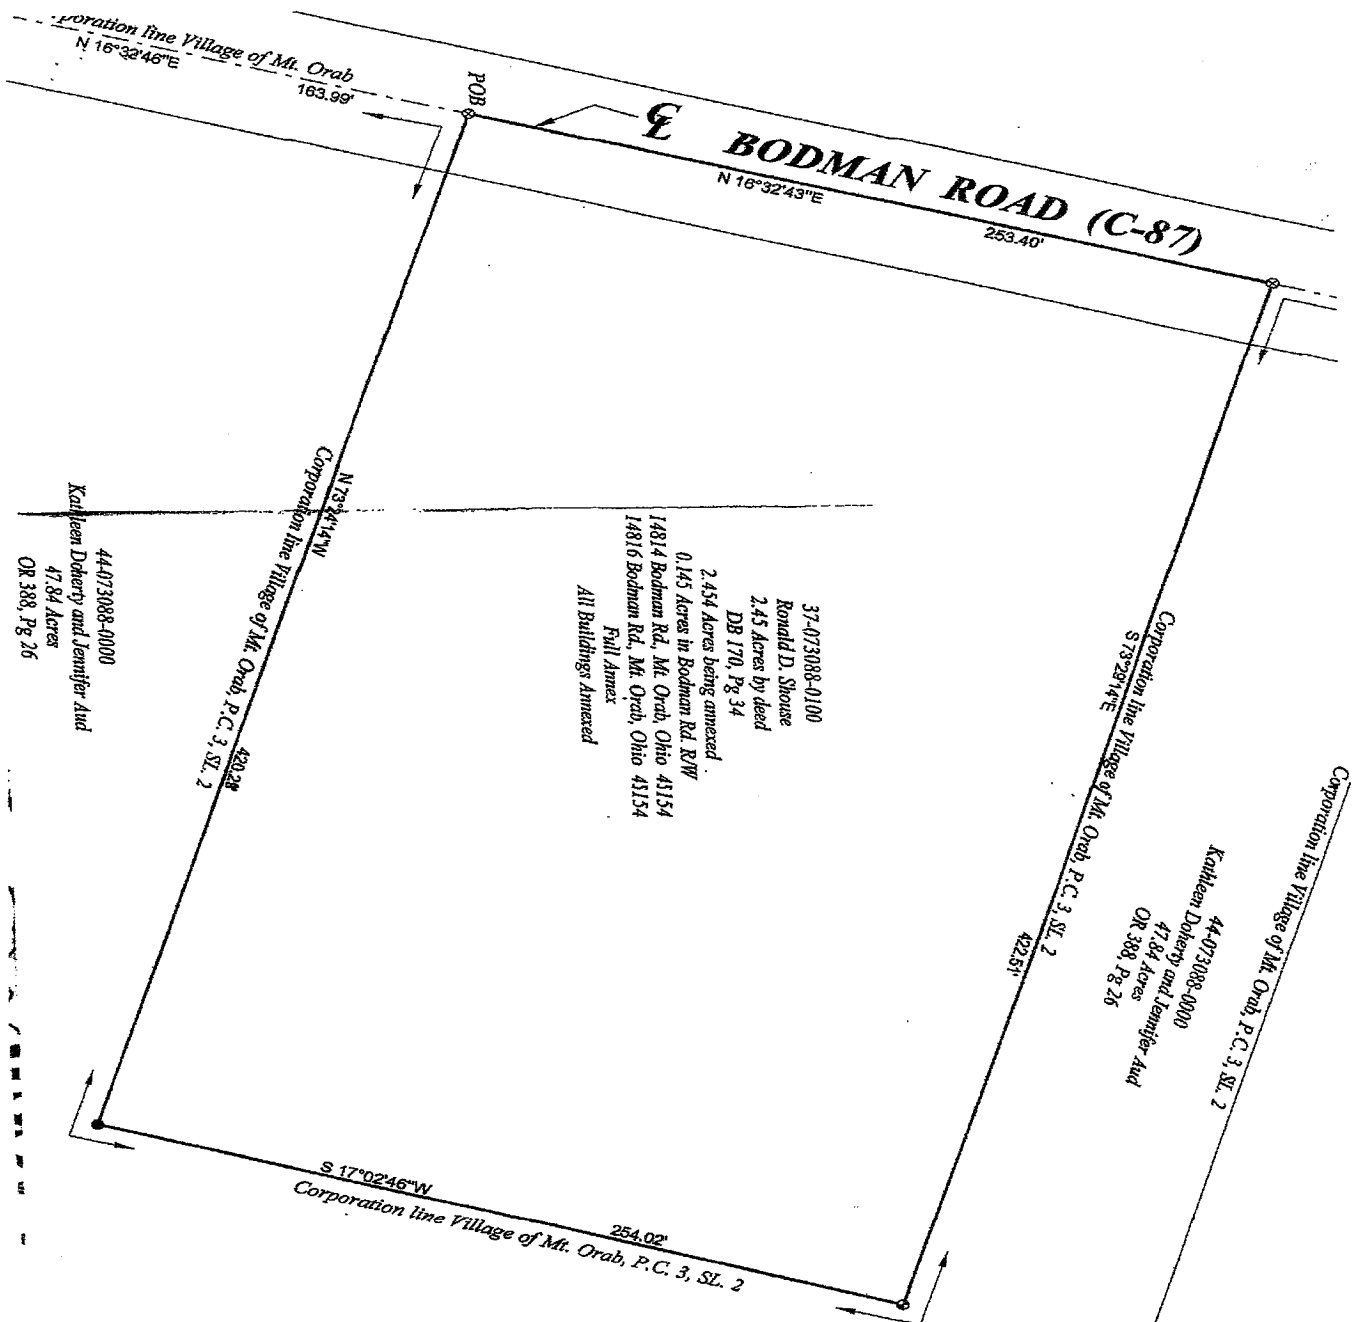 poration line Village of Mt. Orab
N 16°32'46"E
163.99'
POB
CL BODMAN ROAD (C-87)
N 16°32'43"E
253.40'
Corporation line Village of Mt. Orab, P.C. 3, SL. 2
S 73°29'14"E
422.51'
Corporation line Village of Mt. Orab, P.C. 3, SL. 2
44-073088-0000
Kathleen Doherty and Jennifer Aud
47.84 Acres
OR 388, Pg 26
37-073088-0100
Ronald D. Shouse
2.45 Acres by deed
DB 170, Pg 34
2.454 Acres being annexed
0.145 Acres in Bodman Rd. R/W
14814 Bodman Rd., Mt. Orab, Ohio 45154
14816 Bodman Rd., Mt. Orab, Ohio 45154
Full Annex
All Buildings Annexed
N 73°24'14"W
Corporation line Village of Mt. Orab, P.C. 3, SL. 2
420.28'
44-073088-0000
Kathleen Doherty and Jennifer Aud
47.84 Acres
OR 388, Pg 26
S 17°02'46"W
254.02'
Corporation line Village of Mt. Orab, P.C. 3, SL. 2